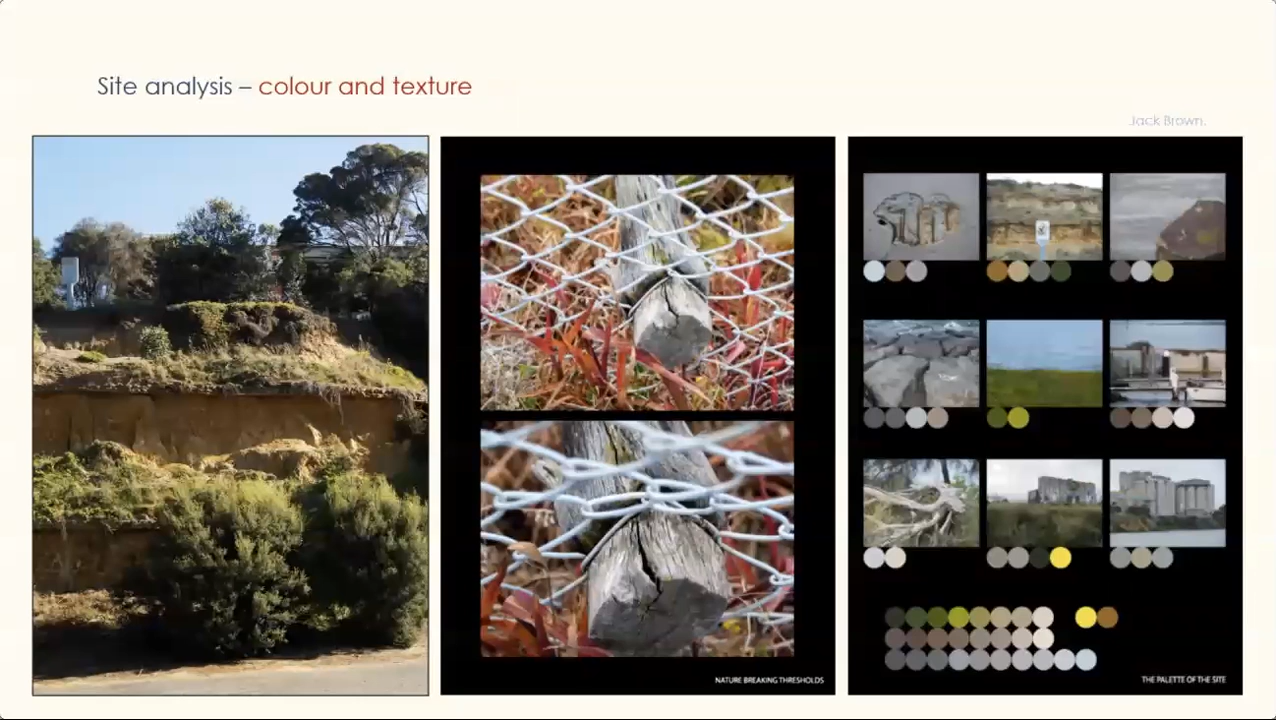 Site analysis – colour and texture
Jack Brown.
NATURE BREAKING THRESHOLDS
THE PALETTE OF THE SITE